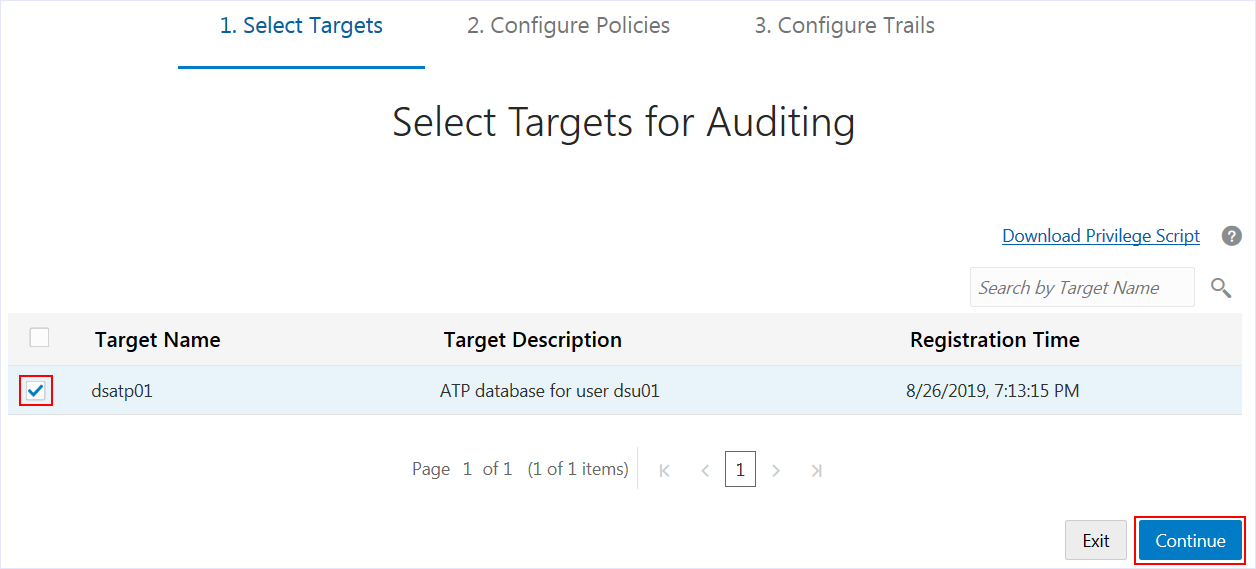 1. Select Targets 2. Configure Policies 3. Configure Trails
Select Targets for Auditing
Download Privilege Script ?
Search by Target Name
Target Name Target Description Registration Time
dsatp01 ATP database for user dsu01 8/26/2019, 7:13:15 PM
Page 1 of 1 (1 of 1 items) 1
Exit Continue